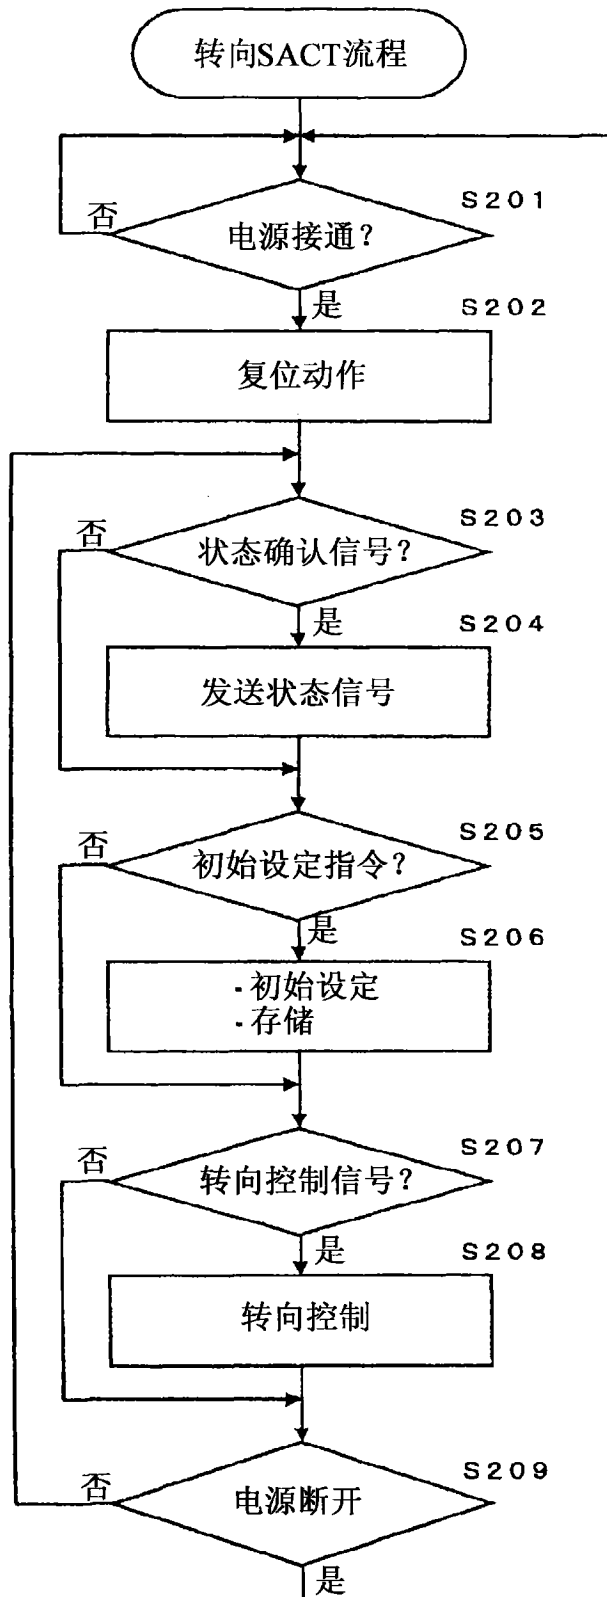 转向SACT流程
S201
否
电源接通？
是
S202
复位动作
S203
否
状态确认信号？
是
S204
发送状态信号
S205
否
初始设定指令？
是
S206
·初始设定
·存储
S207
否
转向控制信号？
是
S208
转向控制
S209
否
电源断开
是